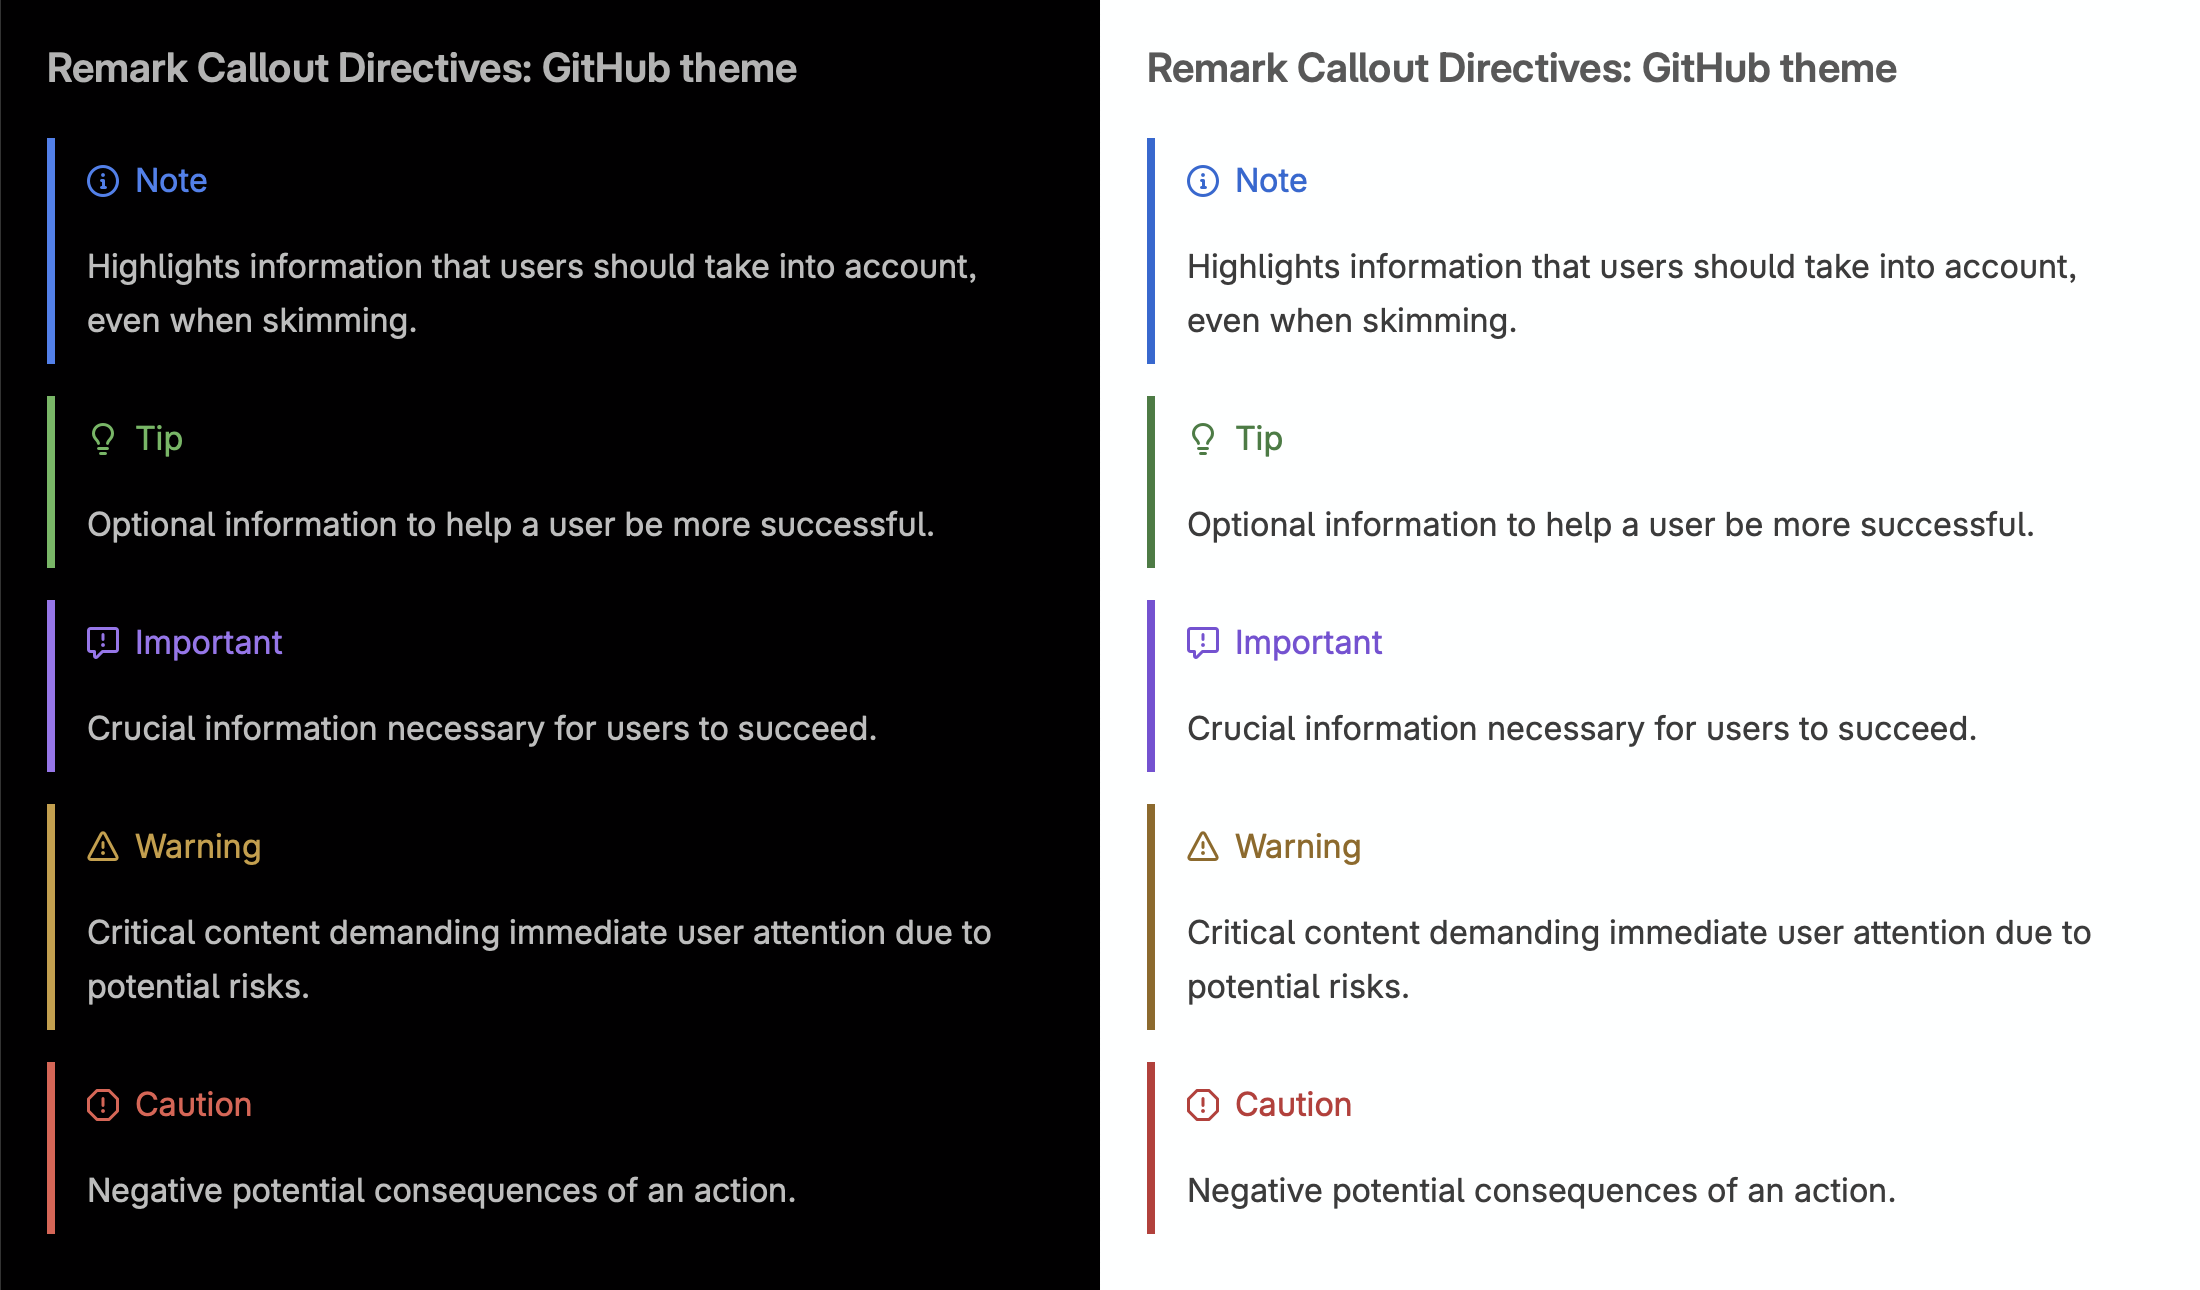 Remark Callout Directives: GitHub theme
Note
Highlights information that users should take into account,
even when skimming.
Tip
Optional information to help a user be more successful.
Important
Crucial information necessary for users to succeed.
Warning
Critical content demanding immediate user attention due to
potential risks.
Caution
Negative potential consequences of an action.
Remark Callout Directives: GitHub theme
Note
Highlights information that users should take into account,
even when skimming.
Tip
Optional information to help a user be more successful.
Important
Crucial information necessary for users to succeed.
Warning
Critical content demanding immediate user attention due to
potential risks.
Caution
Negative potential consequences of an action.